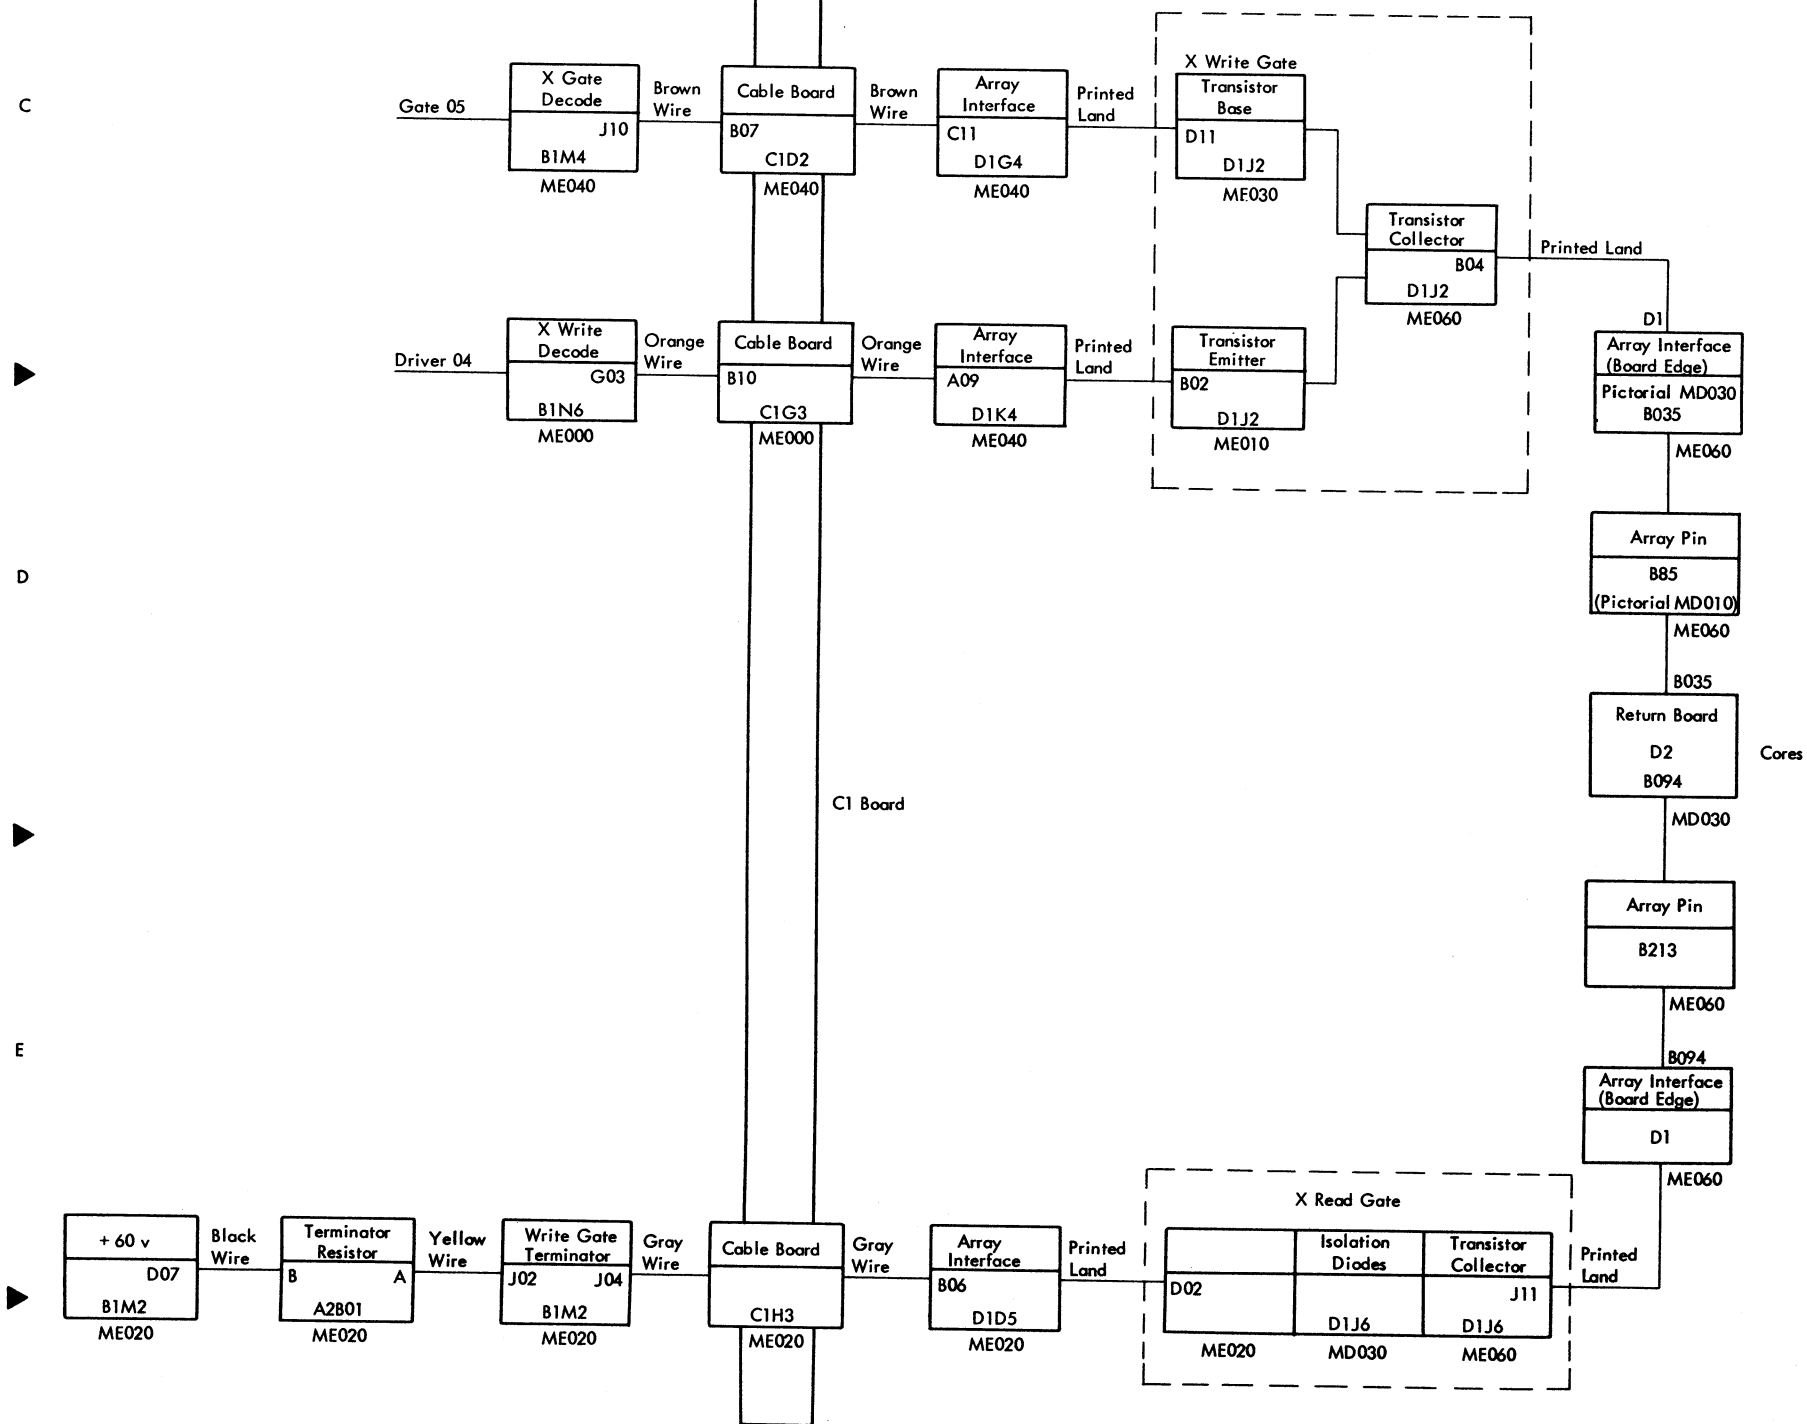 C
Gate 05
X Gate
Decode
J10
B1M4
ME040
Brown
Wire
Cable Board
B07
C1D2
ME040
Brown
Wire
Array
Interface
C11
D1G4
ME040
Printed
Land
X Write Gate
Transistor
Base
D11
D1J2
ME030
Transistor
Collector
B04
D1J2
ME060
Printed Land
Driver 04
X Write
Decode
G03
B1N6
ME000
Orange
Wire
Cable Board
B10
C1G3
ME000
Orange
Wire
Array
Interface
A09
D1K4
ME040
Printed
Land
Transistor
Emitter
B02
D1J2
ME010
D1
Array Interface
(Board Edge)
Pictorial MD030
B035
ME060
D
Array Pin
B85
(Pictorial MD010)
ME060
B035
Return Board
D2
B094
MD030
Cores
C1 Board
Array Pin
B213
ME060
E
B094
Array Interface
(Board Edge)
D1
ME060
+ 60 v
D07
B1M2
ME020
Black
Wire
Terminator
Resistor
B A
A2B01
ME020
Yellow
Wire
Write Gate
Terminator
J02 J04
B1M2
ME020
Gray
Wire
Cable Board
C1H3
ME020
Gray
Wire
Array
Interface
B06
D1D5
ME020
Printed
Land
X Read Gate
D02
ME020
Isolation
Diodes
D1J6
MD030
Transistor
Collector
J11
D1J6
ME060
Printed
Land